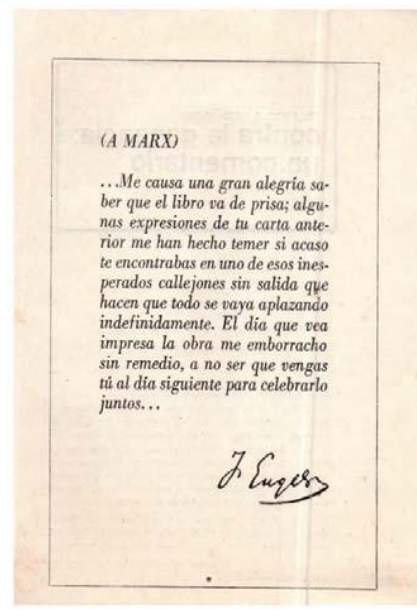 (A MARX)
...Me causa una gran alegría sa-
ber que el libro va de prisa; algu-
nas expresiones de tu carta ante-
rior me han hecho temer si acaso
te encontrabas en uno de esos ines-
perados callejones sin salida que
hacen que todo se vaya aplazando
indefinidamente. El día que vea
impresa la obra me emborracho
sin remedio, a no ser que vengas
tú al día siguiente para celebrarlo
juntos...
F. Engels